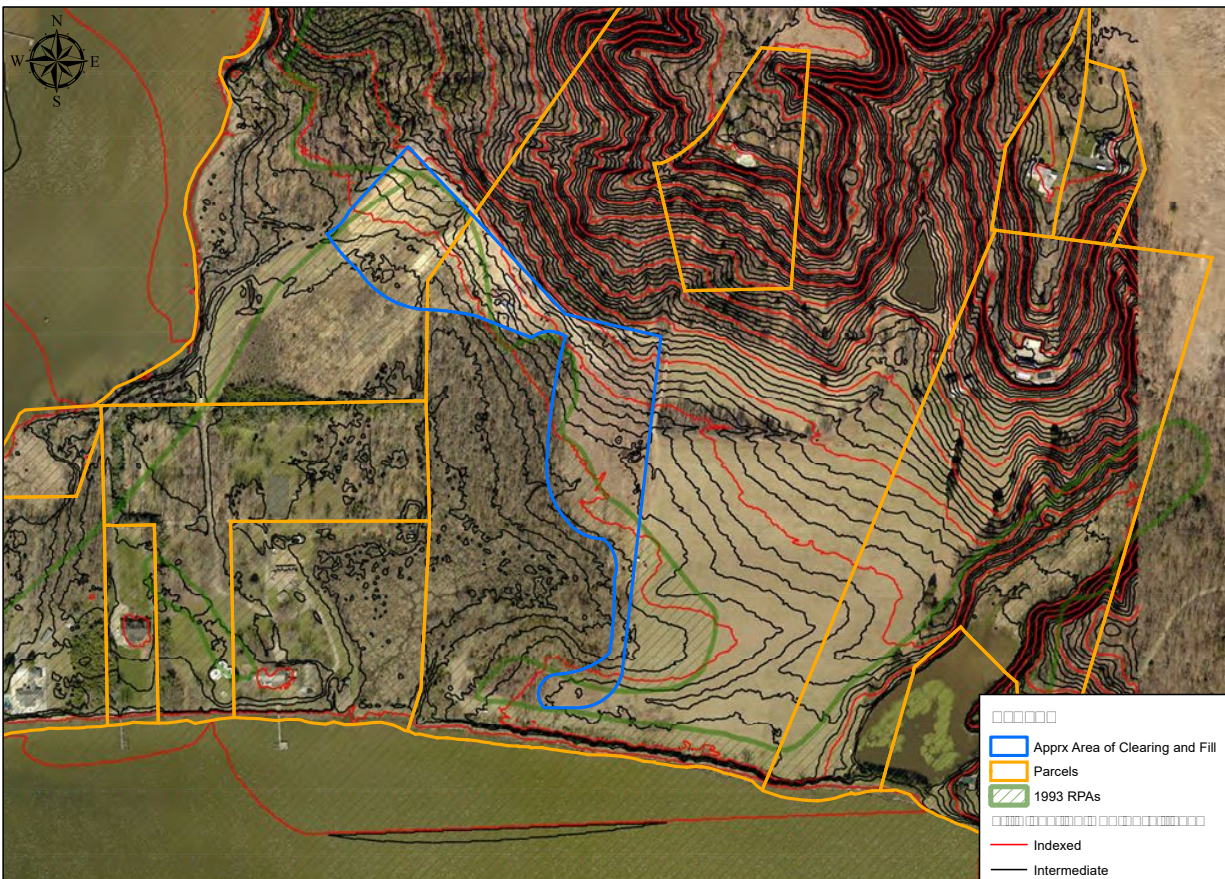 N
W E
S
Apprx Area of Clearing and Fill
Parcels
1993 RPAs
Indexed
Intermediate